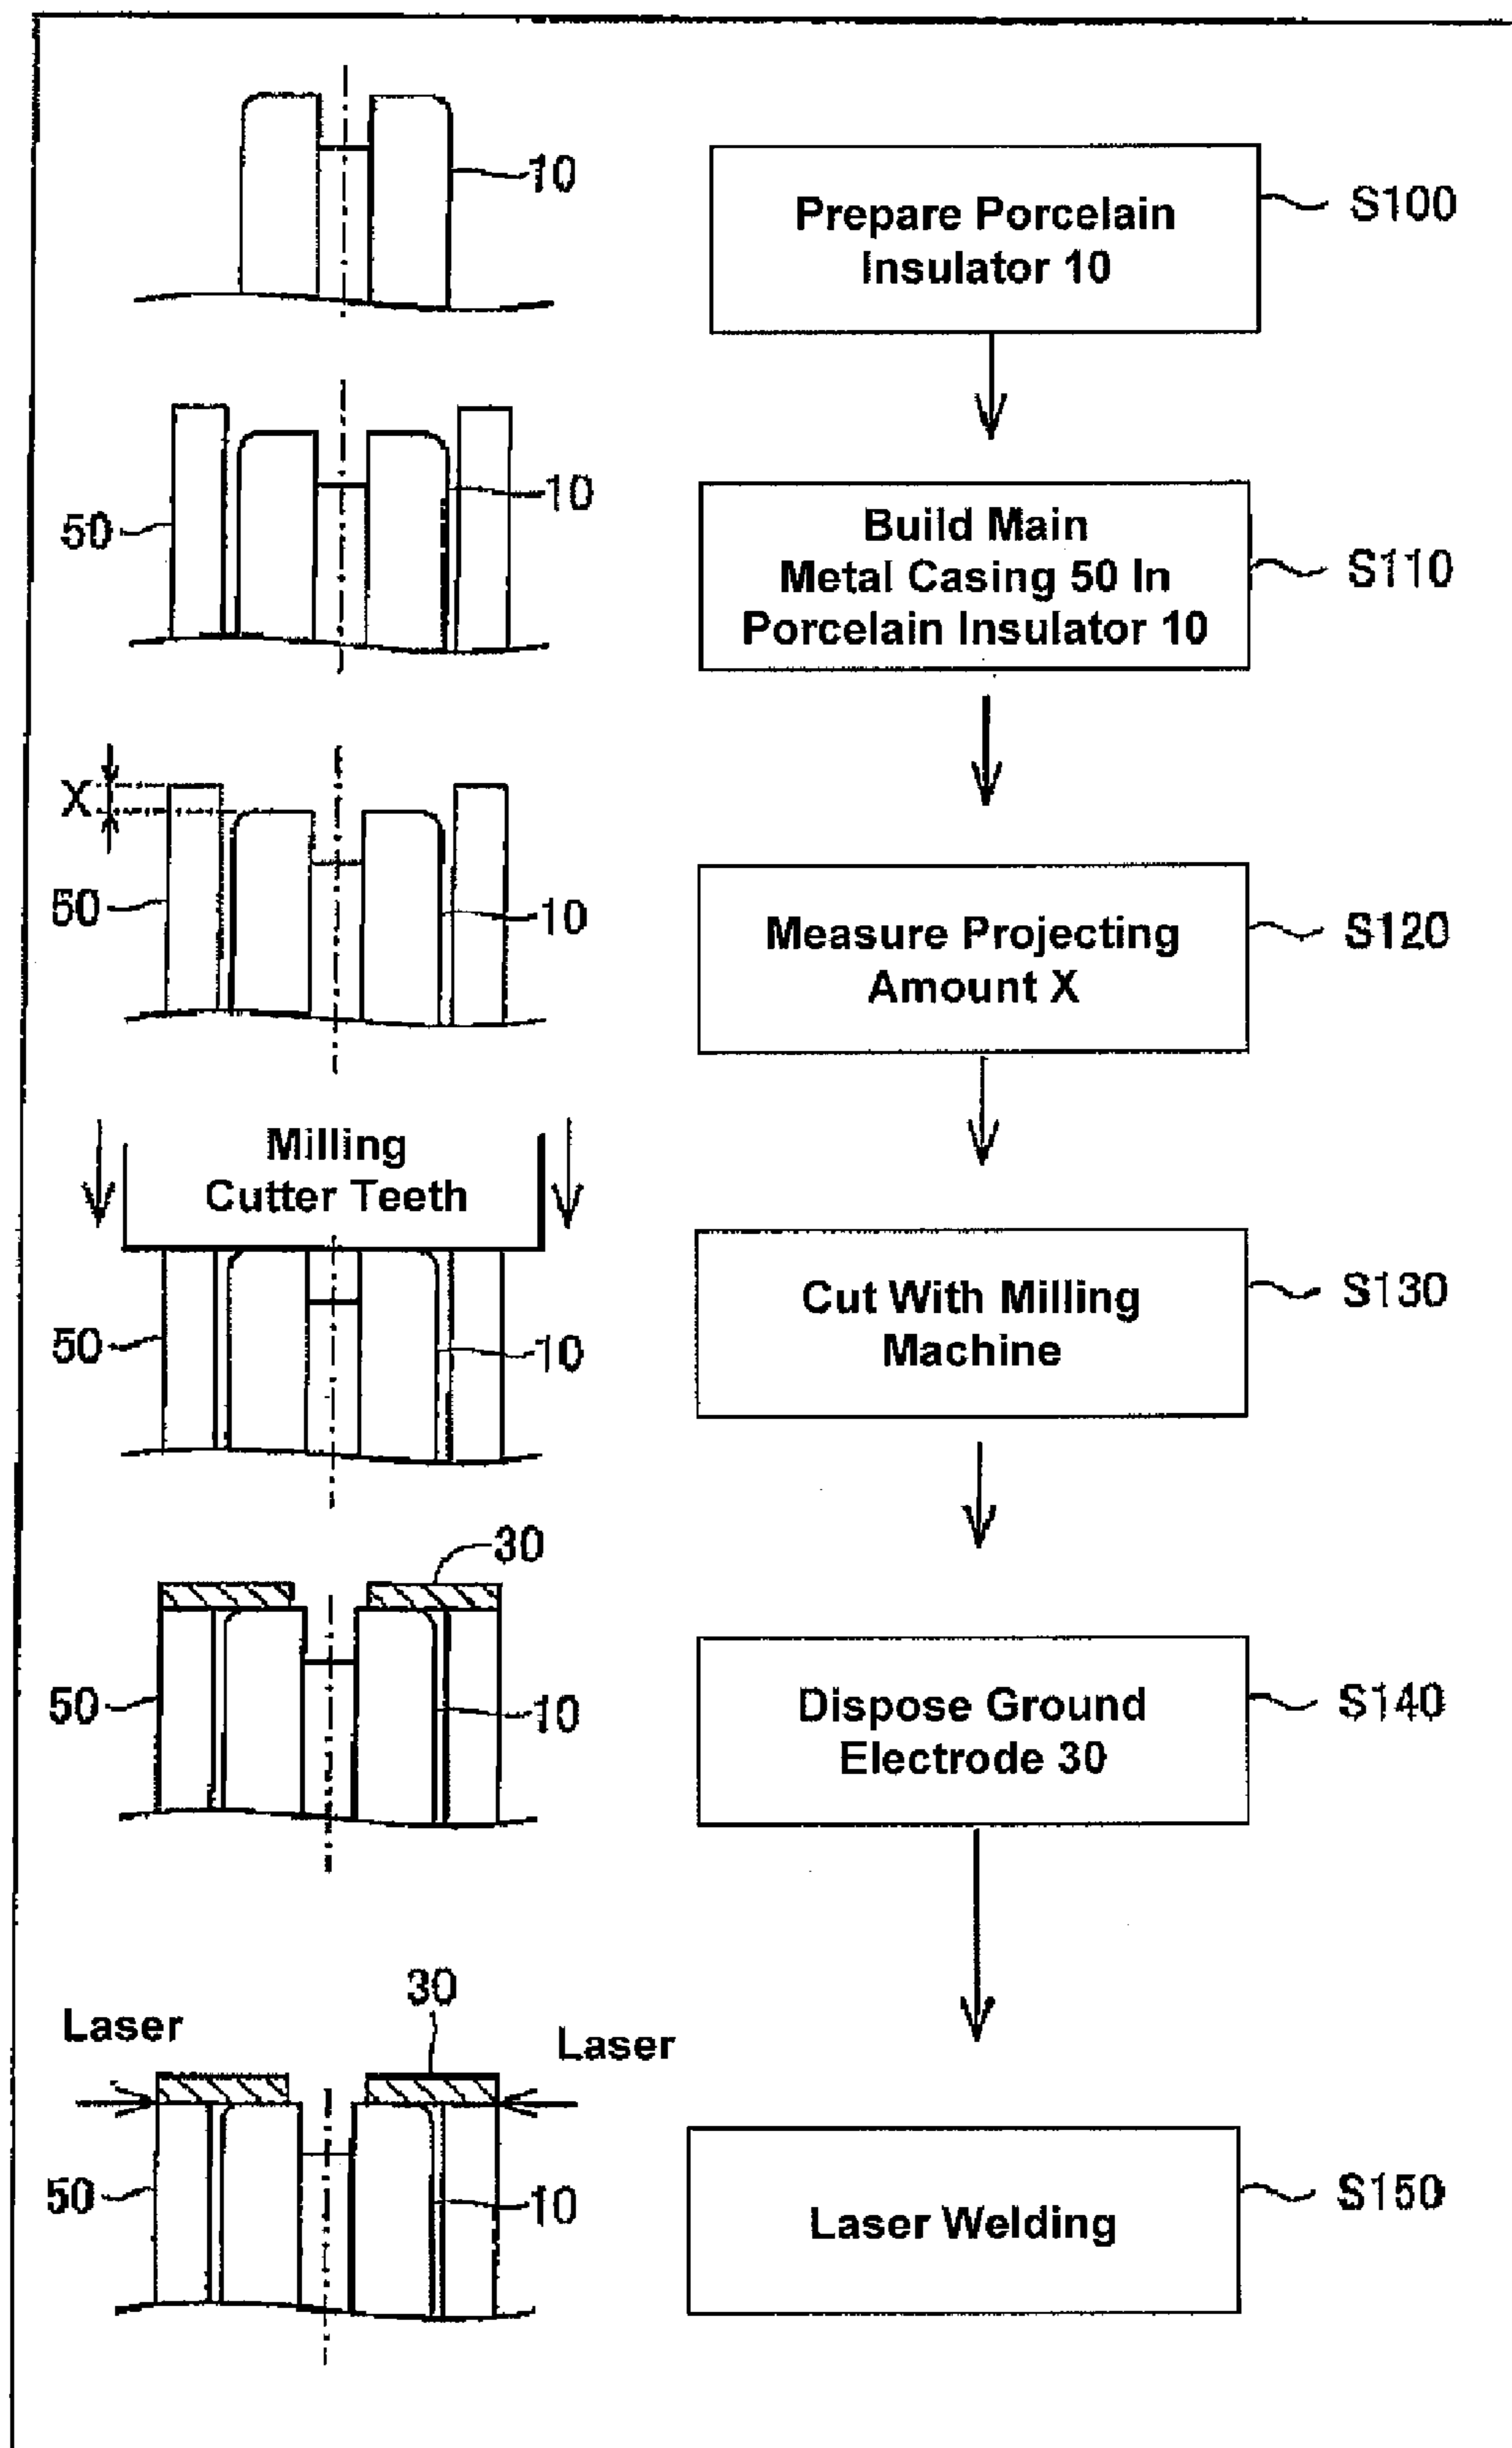 10
Prepare Porcelain
Insulator 10
S100
50
10
Build Main
Metal Casing 50 In
Porcelain Insulator 10
S110
X
50
10
Measure Projecting
Amount X
S120
Milling
Cutter Teeth
50
10
Cut With Milling
Machine
S130
30
50
10
Dispose Ground
Electrode 30
S140
30
Laser
Laser
50
10
Laser Welding
S150